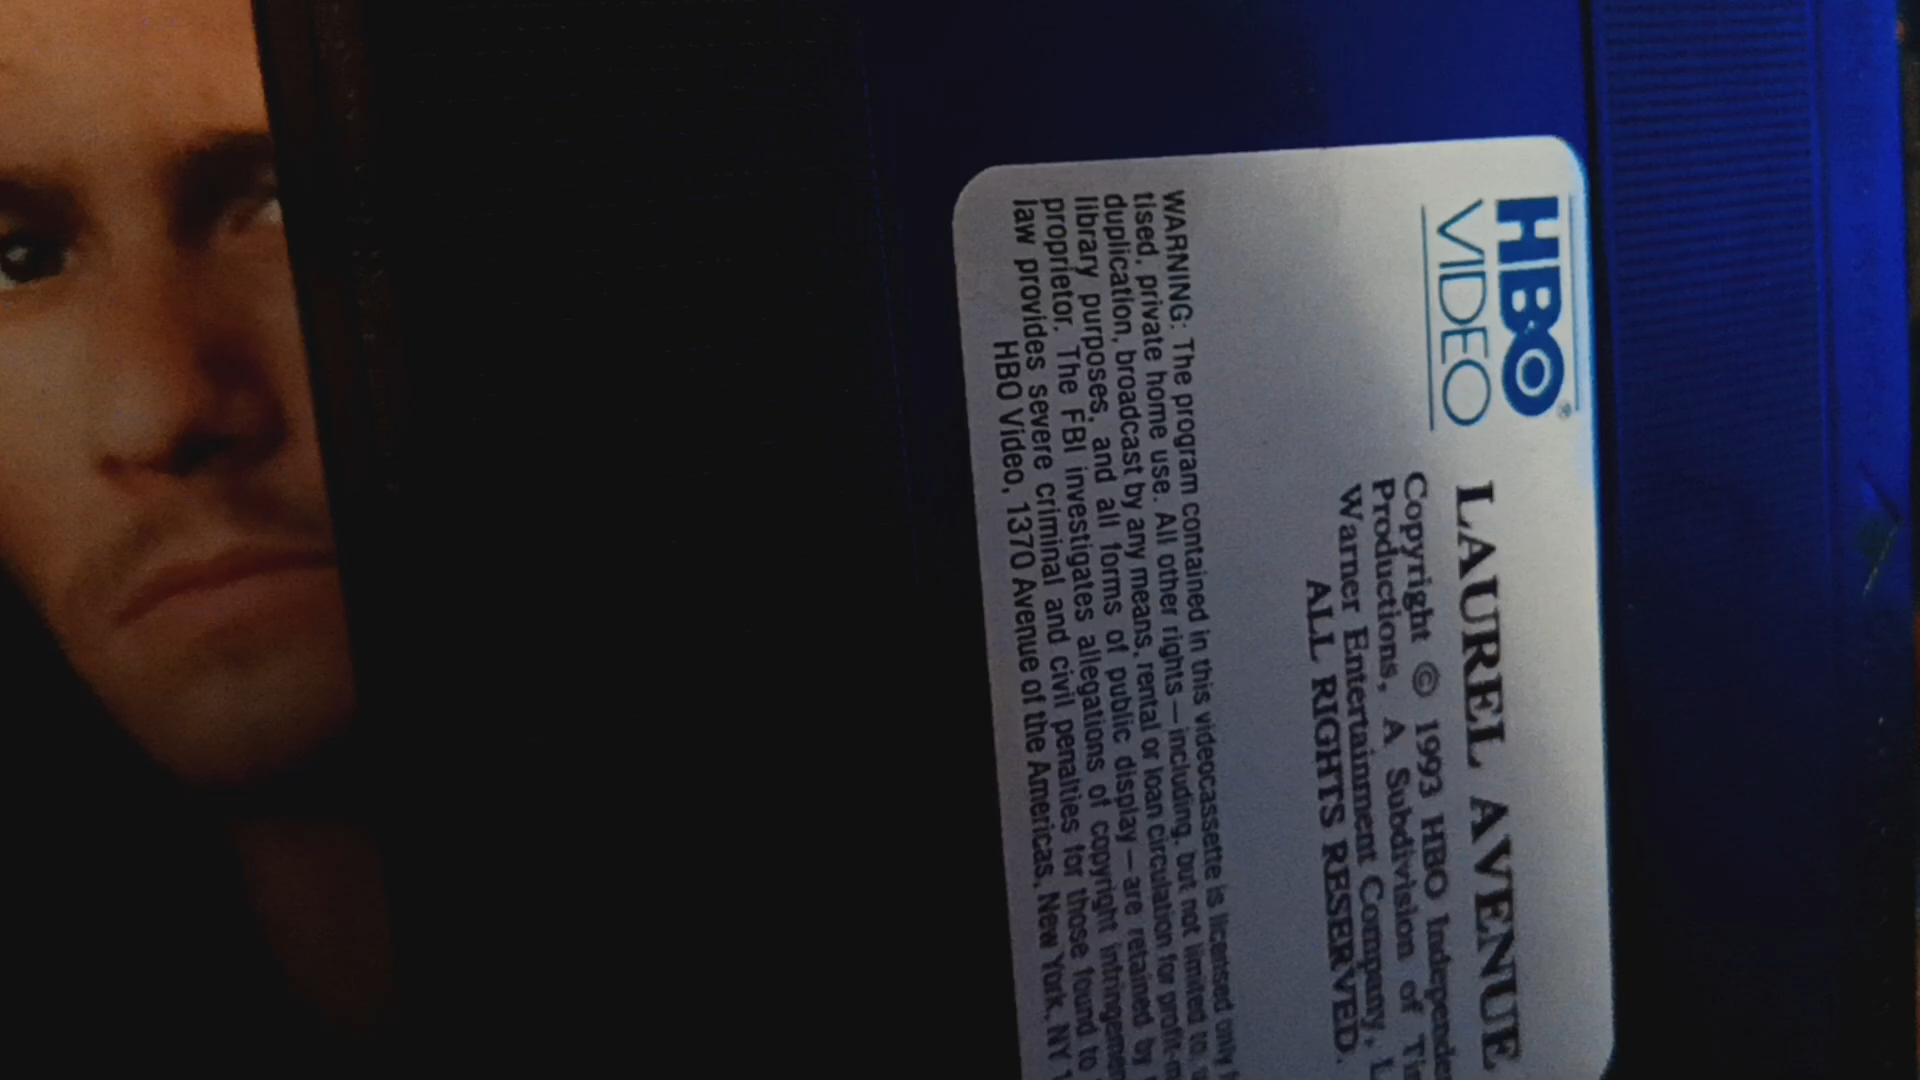 HBO®
VIDEO
LAUREL AVENUE
Copyright © 1993 HBO
Productions, A Subdivision of
Warner Entertainment Company,
ALL RIGHTS RESERVED.
WARNING: The program contained in this videocassette is licensed only
tised, private home use. All other rights—including, but not limited to,
duplication, broadcast by any means, rental or loan circulation for
library purposes, and all forms of public display—are retained by
proprietor. The FBI investigates allegations of copyright
law provides severe criminal and civil penalties for those found to
HBO Video, 1370 Avenue of the Americas, New York, NY